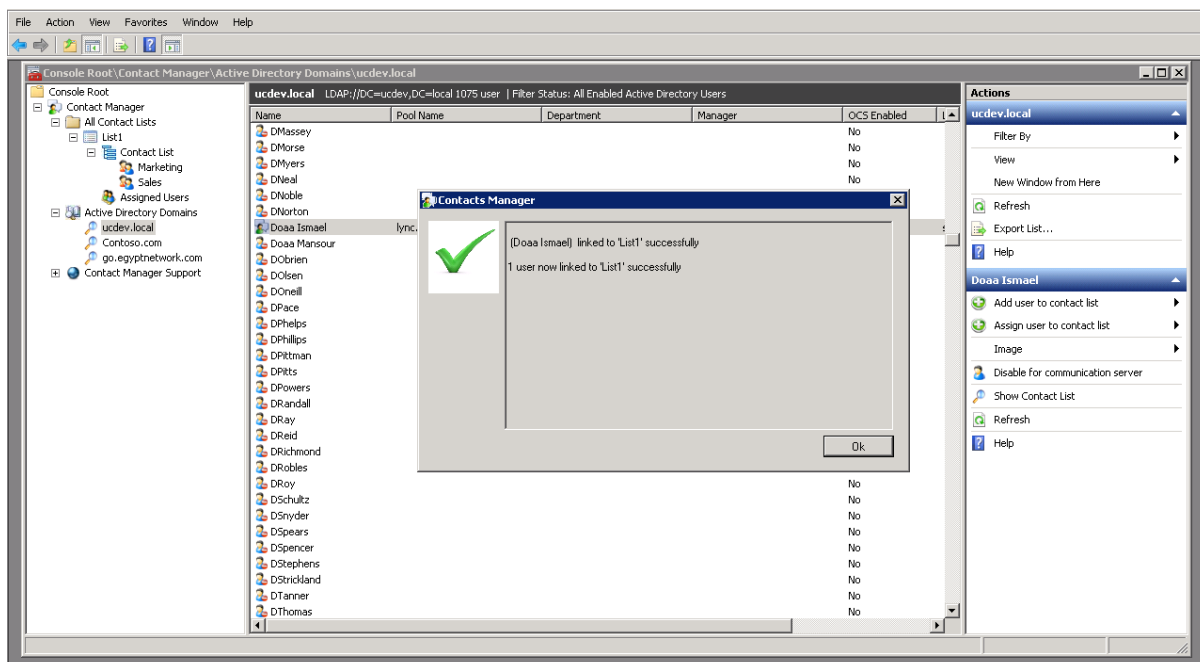 File Action View Favorites Window Help
Console Root\Contact Manager\Active Directory Domains\ucdev.local
Console Root
Contact Manager
All Contact Lists
List1
Contact List
Marketing
Sales
Assigned Users
Active Directory Domains
ucdev.local
Contoso.com
go.egyptnetwork.com
Contact Manager Support
ucdev.local LDAP://DC=ucdev,DC=local 1075 user | Filter Status: All Enabled Active Directory Users
Name Pool Name Department Manager OCS Enabled
DMassey No
DMorse No
DMyers No
DNeal No
DNoble
DNorton
Doaa Ismael lync.
Doaa Mansour
DObrien
DOlsen
DOneill
DPace
DPhelps
DPhillips
DPittman
DPitts
DPowers
DRandall
DRay
DReid
DRichmond
DRobles
DRoy No
DSchultz No
DSnyder No
DSpears No
DSpencer No
DStephens No
DStrickland No
DTanner No
DThomas No
Contacts Manager
(Doaa Ismael) linked to 'List1' successfully
1 user now linked to 'List1' successfully
Ok
Actions
ucdev.local
Filter By
View
New Window from Here
Refresh
Export List...
Help
Doaa Ismael
Add user to contact list
Assign user to contact list
Image
Disable for communication server
Show Contact List
Refresh
Help